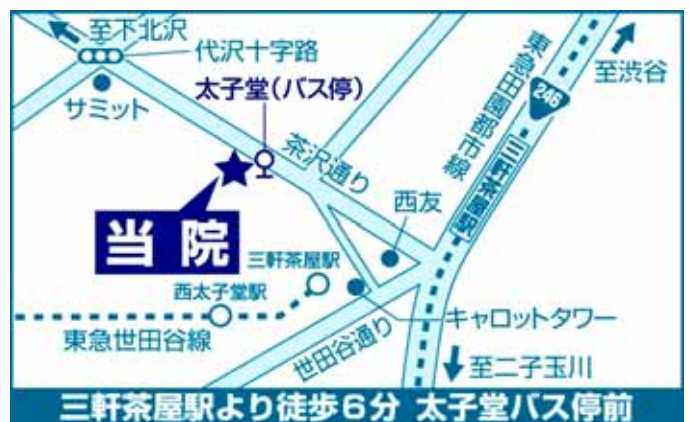 至下北沢
代沢十字路
サミット
太子堂(バス停)
茶沢通り
東急田園都市線
246
至渋谷
三軒茶屋駅
西友
当院
三軒茶屋駅
西太子堂駅
東急世田谷線
世田谷通り
キャロットタワー
至二子玉川
三軒茶屋駅より徒歩6分 太子堂バス停前